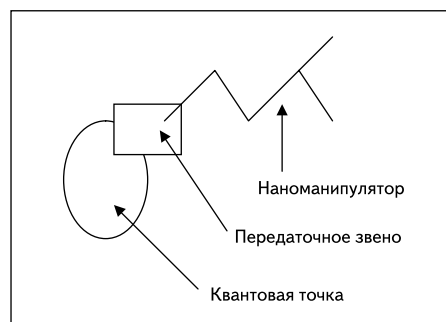 Наноманипулятор
Передаточное звено
Квантовая точка